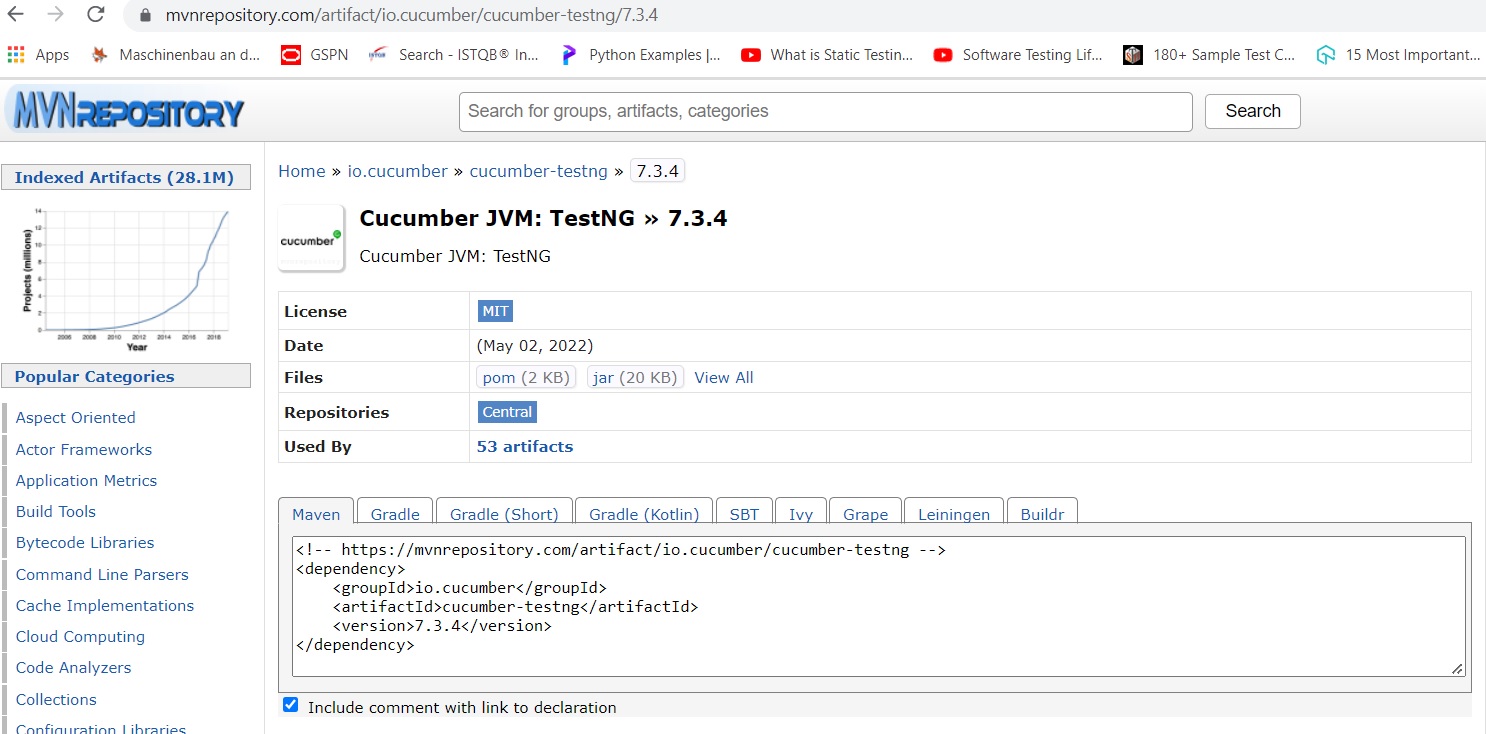 mvnrepository.com/artifact/io.cucumber/cucumber-testng/7.3.4
Apps Maschinenbau an d... GSPN ISTQB Search - ISTQB® In... Python Examples |... What is Static Testin... Software Testing Lif... 180+ Sample Test C... 15 Most Important...
MVNREPOSITORY
Search for groups, artifacts, categories
Search
Indexed Artifacts (28.1M)
Projects (millions)
14
12
10
8
6
4
2
0
2006 2008 2010 2012 2014 2016 2018
Year
Popular Categories
Aspect Oriented
Actor Frameworks
Application Metrics
Build Tools
Bytecode Libraries
Command Line Parsers
Cache Implementations
Cloud Computing
Code Analyzers
Collections
Configuration Libraries
Home » io.cucumber » cucumber-testng » 7.3.4
cucumber
Cucumber JVM: TestNG » 7.3.4
Cucumber JVM: TestNG
License MIT
Date (May 02, 2022)
Files pom (2 KB) jar (20 KB) View All
Repositories Central
Used By 53 artifacts
Maven Gradle Gradle (Short) Gradle (Kotlin) SBT Ivy Grape Leiningen Buildr
<!-- https://mvnrepository.com/artifact/io.cucumber/cucumber-testng -->
<dependency>
    <groupId>io.cucumber</groupId>
    <artifactId>cucumber-testng</artifactId>
    <version>7.3.4</version>
</dependency>
Include comment with link to declaration